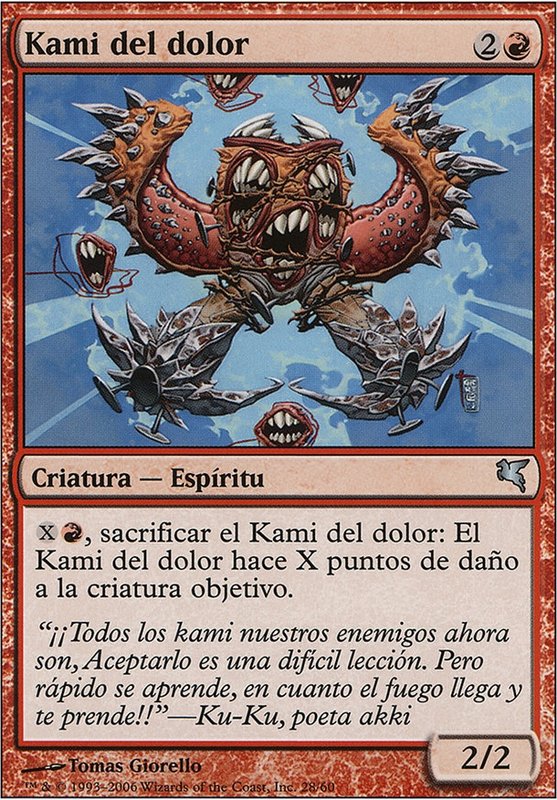 Kami del dolor 2
Criatura — Espíritu
X, sacrificar el Kami del dolor: El
Kami del dolor hace X puntos de daño
a la criatura objetivo.
“¡¡Todos los kami nuestros enemigos ahora
son, Aceptarlo es una difícil lección. Pero
rápido se aprende, en cuanto el fuego llega y
te prende!!”—Ku-Ku, poeta akki
Tomas Giorello
2/2
™ & © 1993–2006 Wizards of the Coast, Inc. 28/60